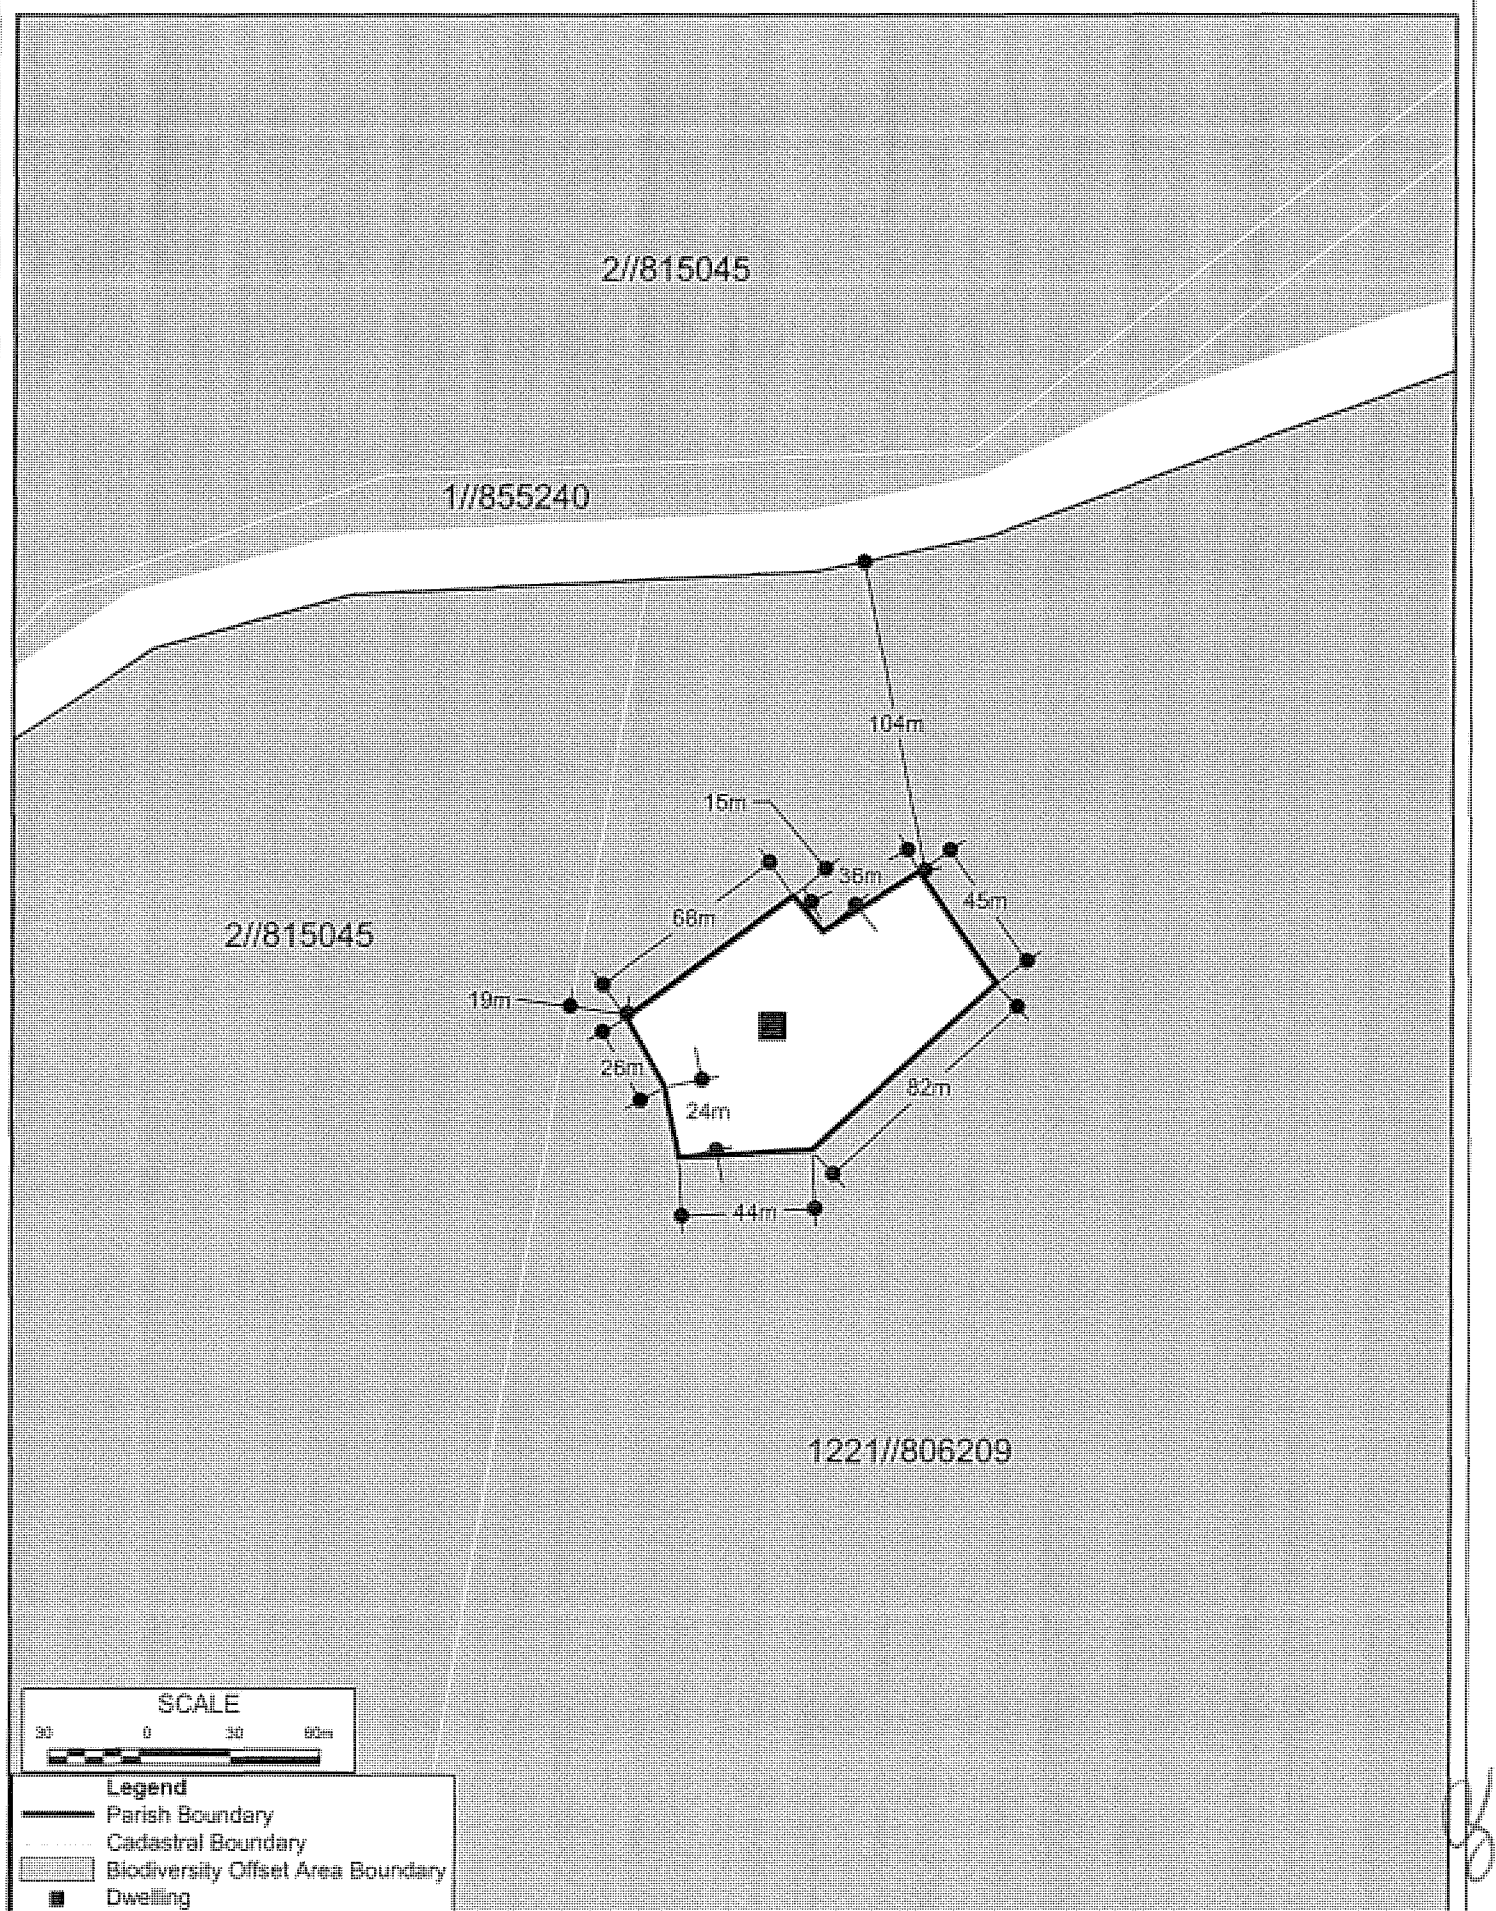 2//815045
1//855240
104m
15m
36m
45m
68m
2//815045
19m
26m
82m
24m
44m
1221//806209
SCALE
30 0 30 60m
Legend
Parish Boundary
Cadastral Boundary
Biodiversity Offset Area Boundary
Dwelling